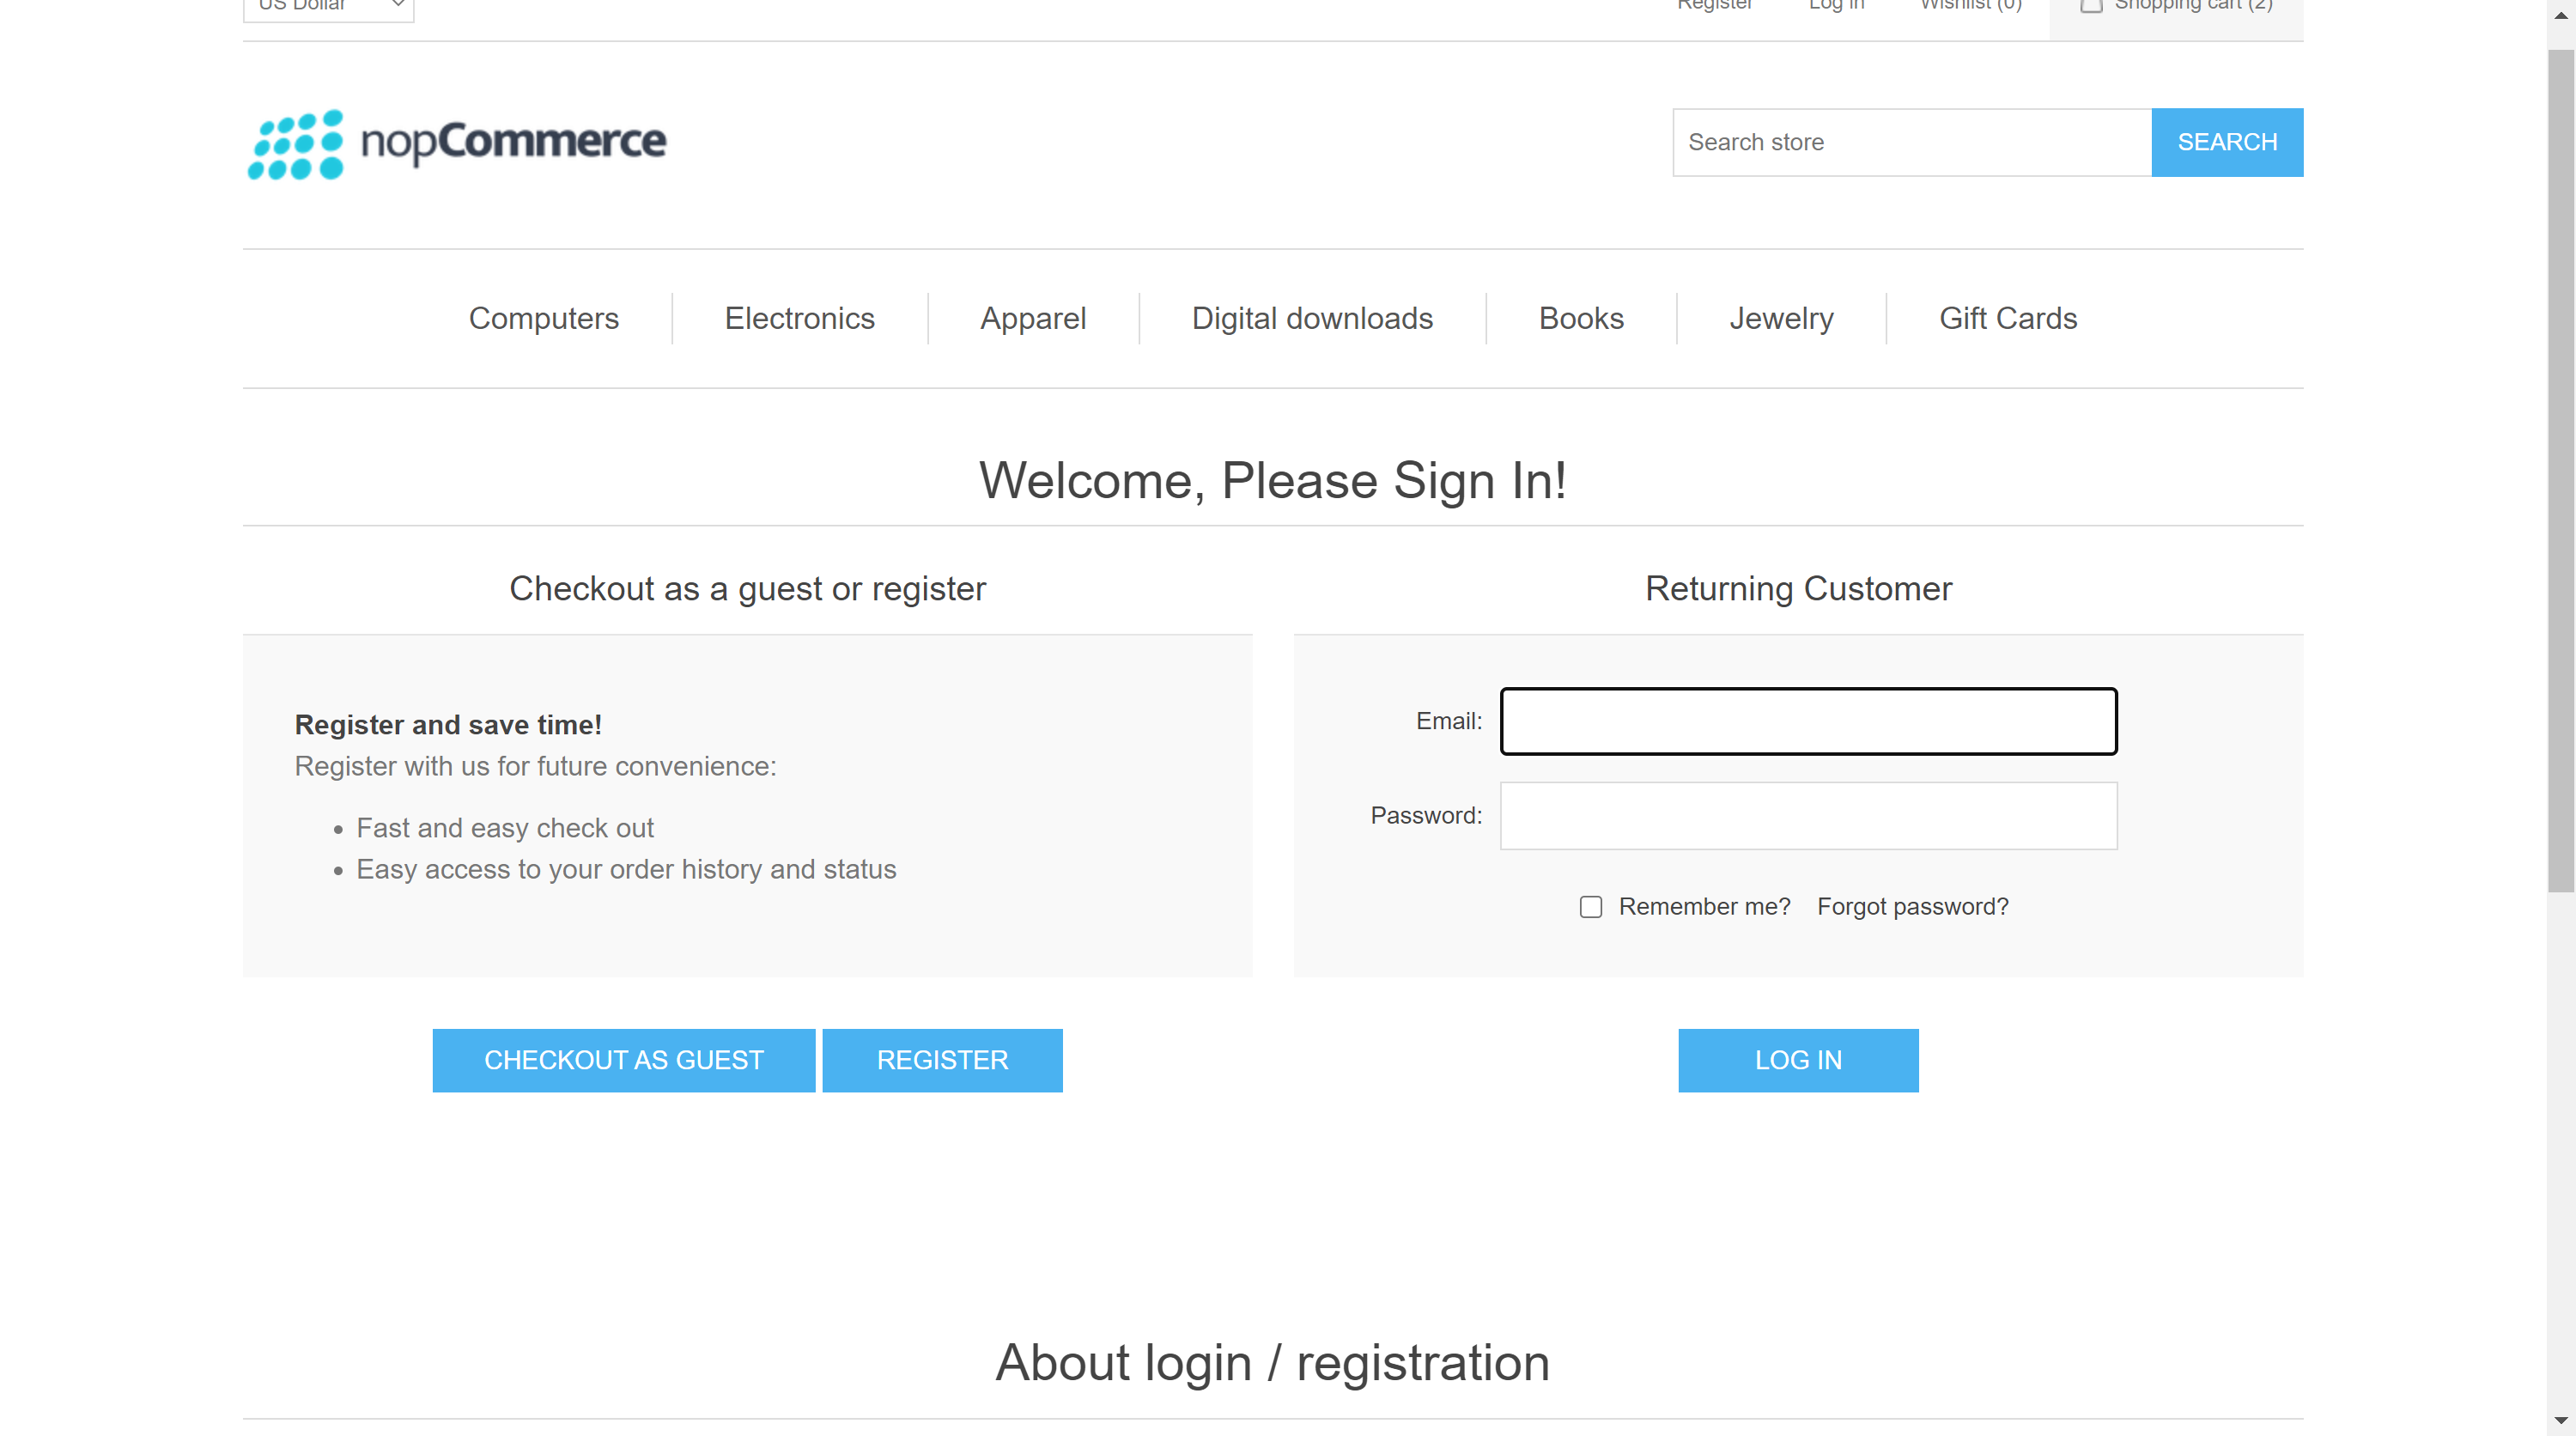 US Dollar
Register Log in Wishlist (0) Shopping cart (2)
nopCommerce
Search store SEARCH
Computers Electronics Apparel Digital downloads Books Jewelry Gift Cards
Welcome, Please Sign In!
Checkout as a guest or register
Register and save time!
Register with us for future convenience:
• Fast and easy check out
• Easy access to your order history and status
CHECKOUT AS GUEST REGISTER
Returning Customer
Email:
Password:
Remember me? Forgot password?
LOG IN
About login / registration